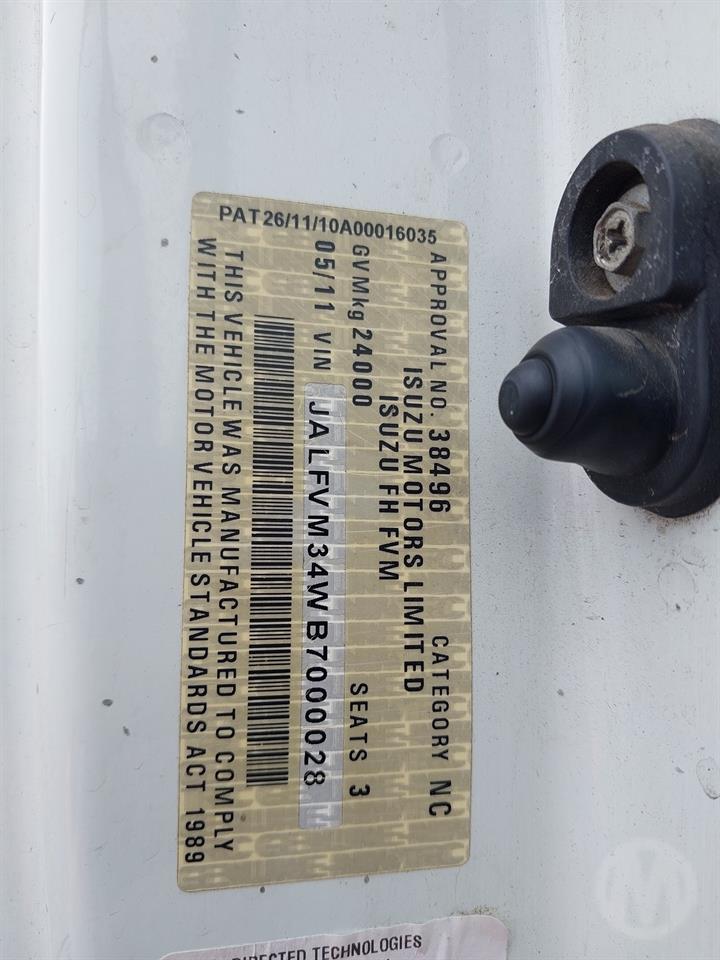 PAT26/11/10A00016035
APPROVAL NO. 38496 CATEGORY NC
ISUZU MOTORS LIMITED
ISUZU FH FVM
GVMkg 24000 SEATS 3
05/11 VIN JALFVM34WB7000028
THIS VEHICLE WAS MANUFACTURED TO COMPLY
WITH THE MOTOR VEHICLE STANDARDS ACT 1989
DIRECTED TECHNOLOGIES
M